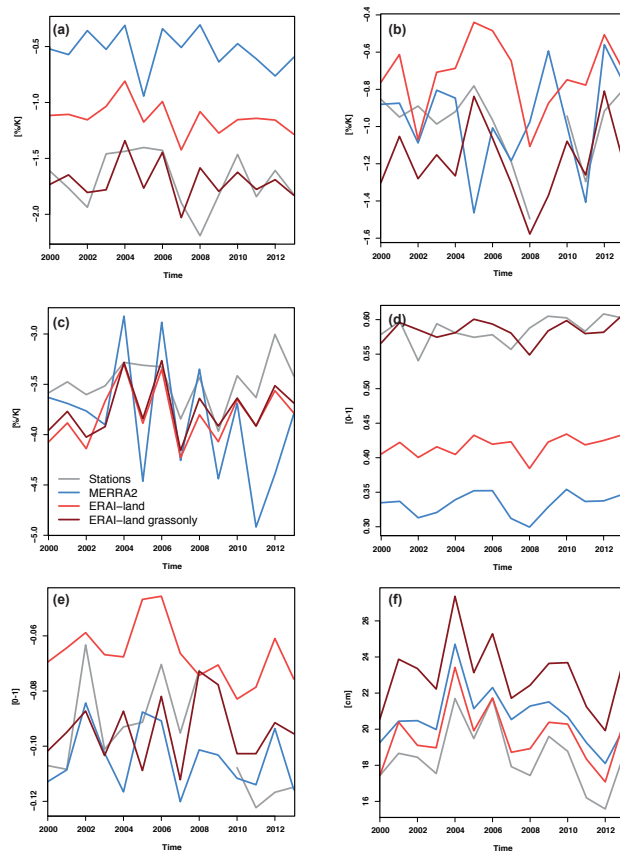 (a)
[%/K]
−0.5
−1.0
−1.5
−2.0
2000 2002 2004 2006 2008 2010 2012
Time
(b)
[%/K]
−0.4
−0.6
−0.8
−1.0
−1.2
−1.4
−1.6
2000 2002 2004 2006 2008 2010 2012
Time
(c)
[%/K]
−3.0
−3.5
−4.0
−4.5
−5.0
Stations
MERRA2
ERAI−land
ERAI−land grassonly
2000 2002 2004 2006 2008 2010 2012
Time
(d)
[0−1]
0.60
0.55
0.50
0.45
0.40
0.35
0.30
2000 2002 2004 2006 2008 2010 2012
Time
(e)
[0−1]
−0.06
−0.08
−0.10
−0.12
2000 2002 2004 2006 2008 2010 2012
Time
(f)
[cm]
26
24
22
20
18
16
2000 2002 2004 2006 2008 2010 2012
Time